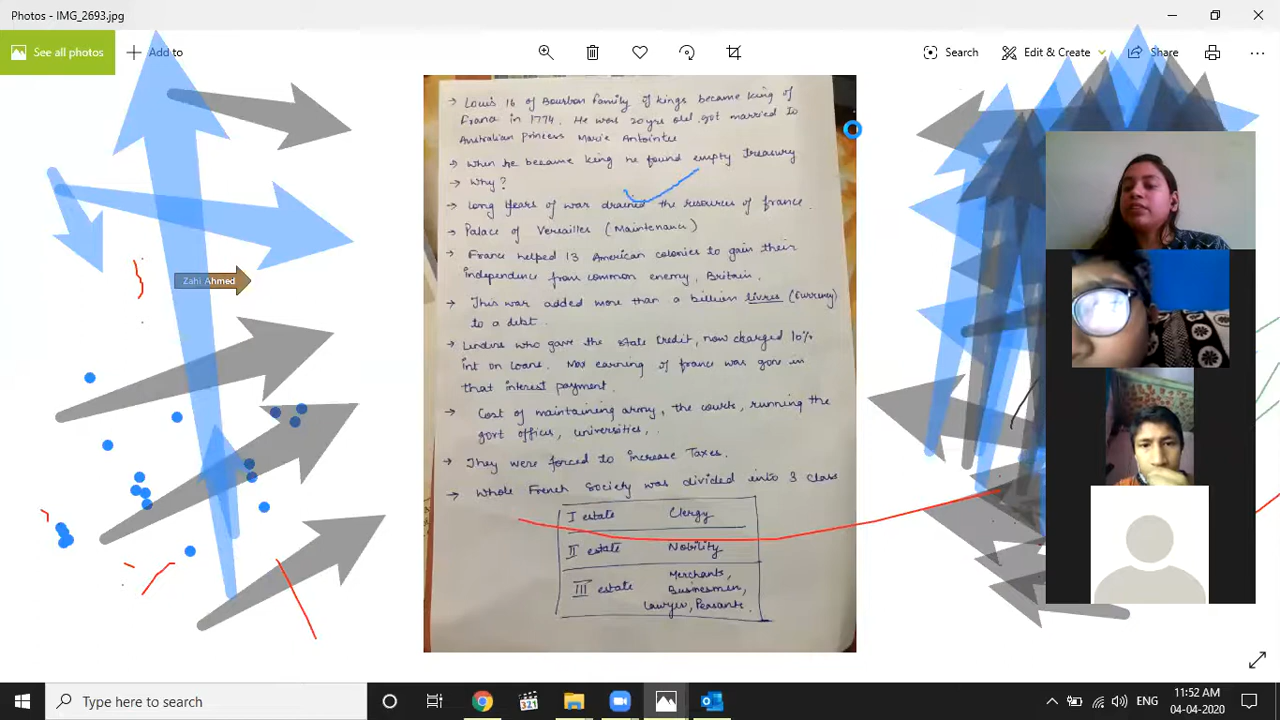 Photos - IMG_2693.jpg
See all photos
Add to
Search
Edit & Create
Share
→ Louis 16 of Bourbon family of kings became king of
France in 1774. He was 20yrs old, got married to
Australian princess Marie Antointee
→ When he became king he found empty treasury
→ Why?
→ Long years of war drained the resources of france.
→ Palace of Versailles (Maintenance)
→ France helped 13 American colonies to gain their
independence from common enemy, Britain.
→ This war added more than a billion livres (Currency)
to a debt.
→ Lenders who gave the state credit, now charged 10%
int on loans. Max earning of france was gone in
that interest payment.
→ Cost of maintaining army, the courts, running the
govt offices, universities,.
→ They were forced to increase Taxes.
→ Whole French Society was divided into 3 class
I estate Clergy
II estate Nobility
III estate Merchants,
Businesmen,
Lawyer, Peasants.
Zahi Ahmed
Type here to search
321
ENG
11:52 AM
04-04-2020